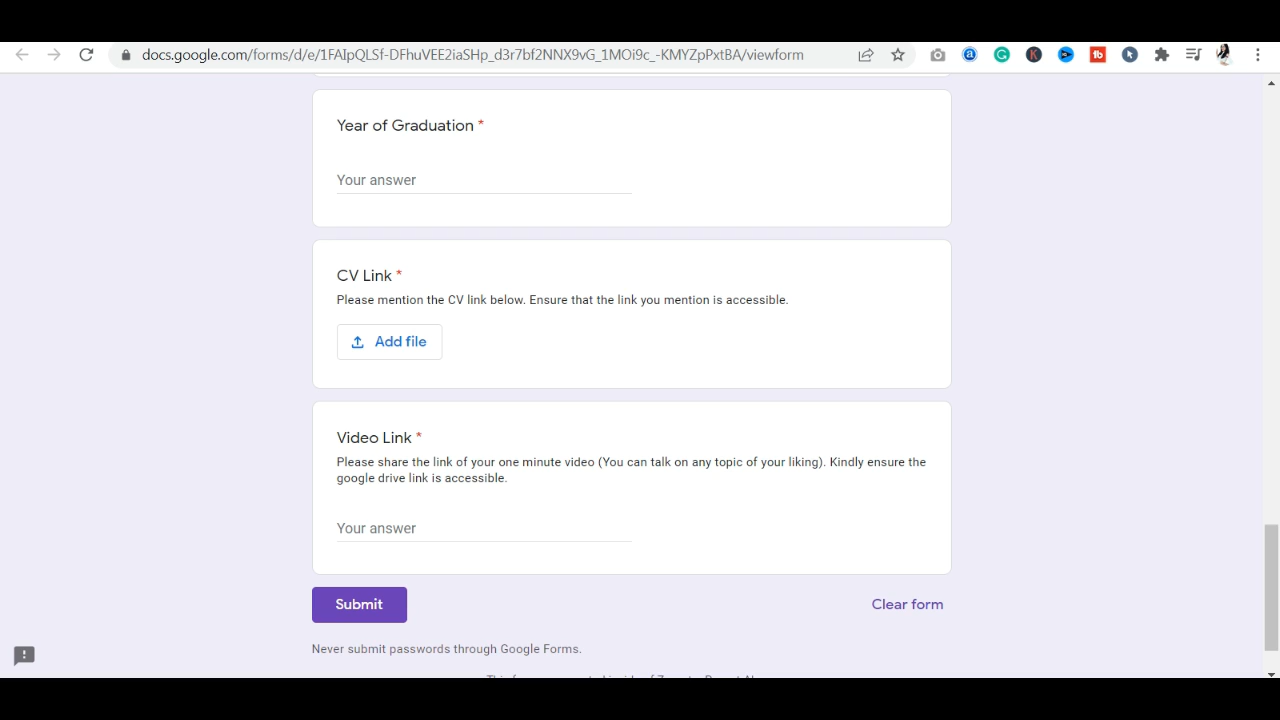 docs.google.com/forms/d/e/1FAIpQLSf-DFhuVEE2iaSHp_d3r7bf2NNX9vG_1MOi9c_-KMYZpPxtBA/viewform
Year of Graduation *
Your answer
CV Link *
Please mention the CV link below. Ensure that the link you mention is accessible.
Add file
Video Link *
Please share the link of your one minute video (You can talk on any topic of your liking). Kindly ensure the
google drive link is accessible.
Your answer
Submit
Clear form
Never submit passwords through Google Forms.